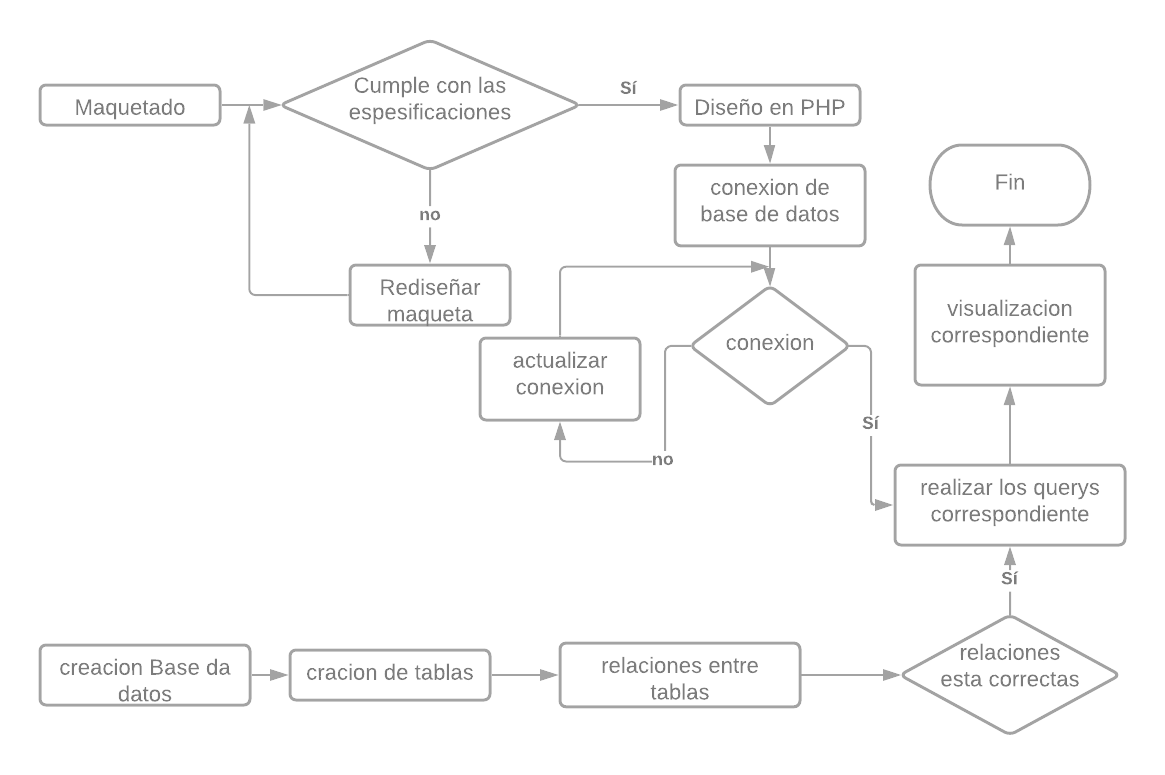 Maquetado
Cumple con las
espesificaciones
Sí
Diseño en PHP
no
Rediseñar
maqueta
conexion de
base de datos
actualizar
conexion
conexion
no
Sí
Fin
visualizacion
correspondiente
realizar los querys
correspondiente
Sí
creacion Base da
datos
cracion de tablas
relaciones entre
tablas
relaciones
esta correctas